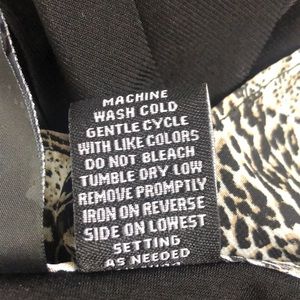 MACHINE
WASH COLD
GENTLE CYCLE
WITH LIKE COLORS
DO NOT BLEACH
TUMBLE DRY LOW
REMOVE PROMPTLY
IRON ON REVERSE
SIDE ON LOWEST
SETTING
AS NEEDED